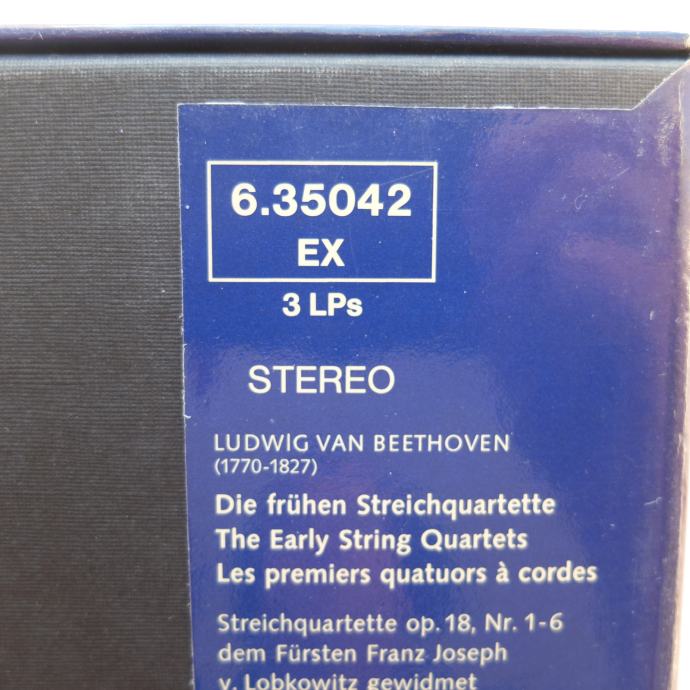 6.35042
EX
3 LPs
STEREO
LUDWIG VAN BEETHOVEN
(1770-1827)
Die frühen Streichquartette
The Early String Quartets
Les premiers quatuors à cordes
Streichquartette op. 18, Nr. 1-6
dem Fürsten Franz Joseph
v. Lobkowitz gewidmet